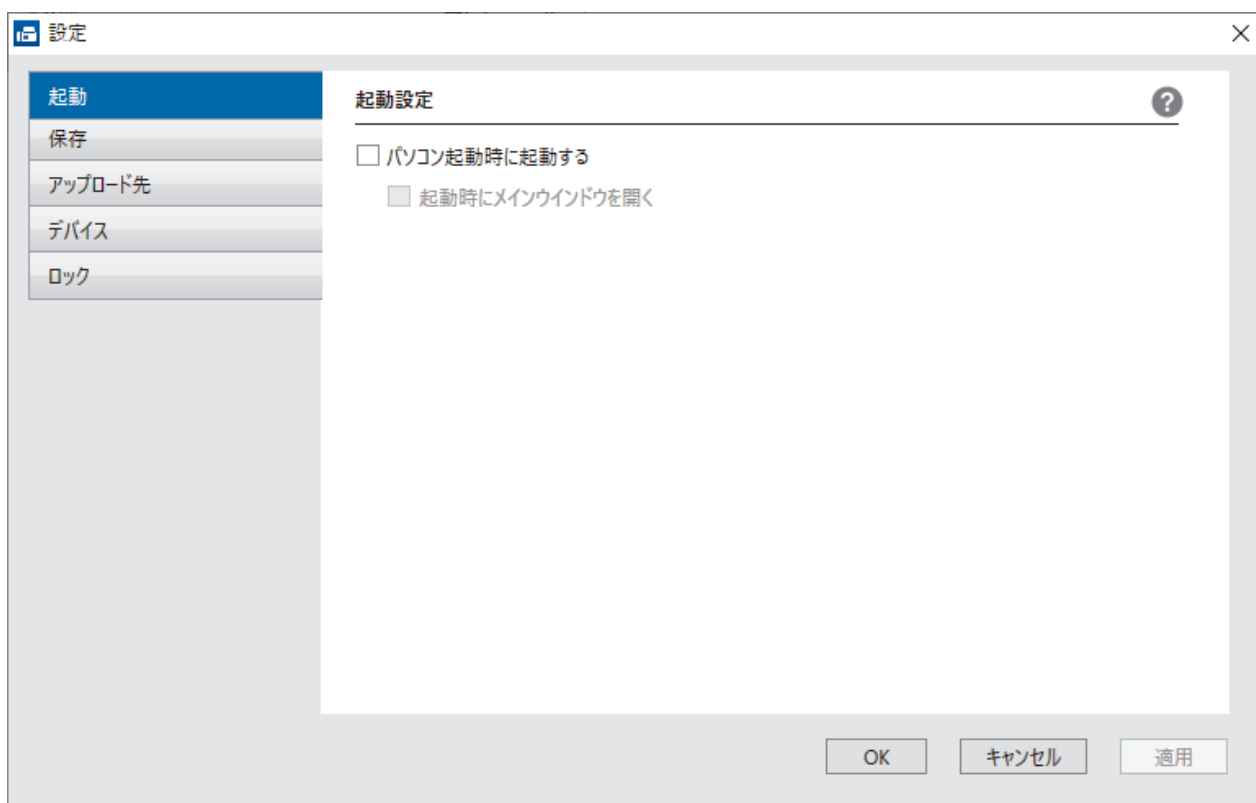 設定
起動
保存
アップロード先
デバイス
ロック
起動設定
?
パソコン起動時に起動する
起動時にメインウインドウを開く
OK
キャンセル
適用